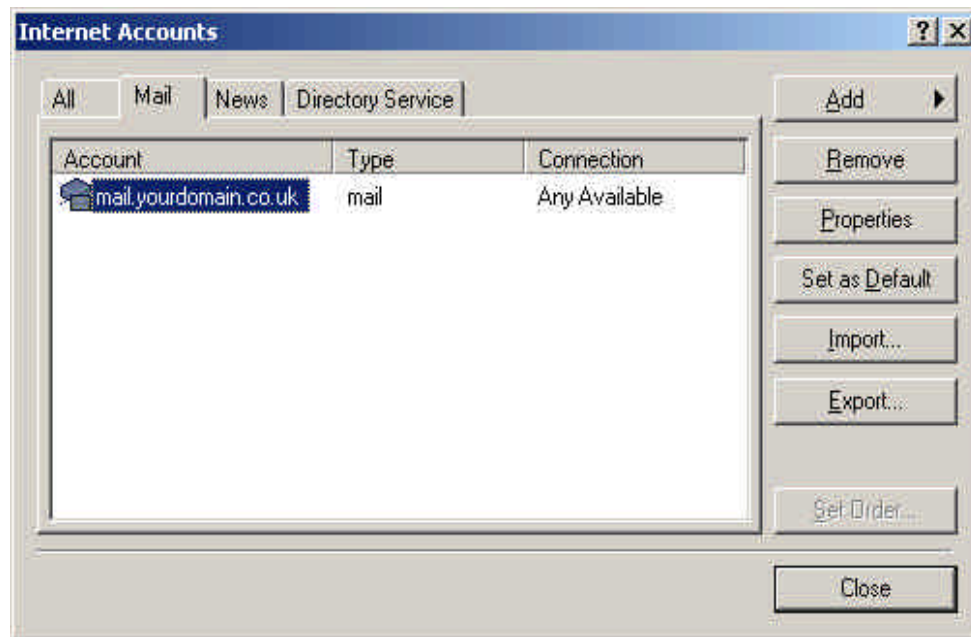 Internet Accounts
All Mail News Directory Service
Account Type Connection
mail.yourdomain.co.uk mail Any Available
Add
Remove
Properties
Set as Default
Import...
Export...
Set Order...
Close